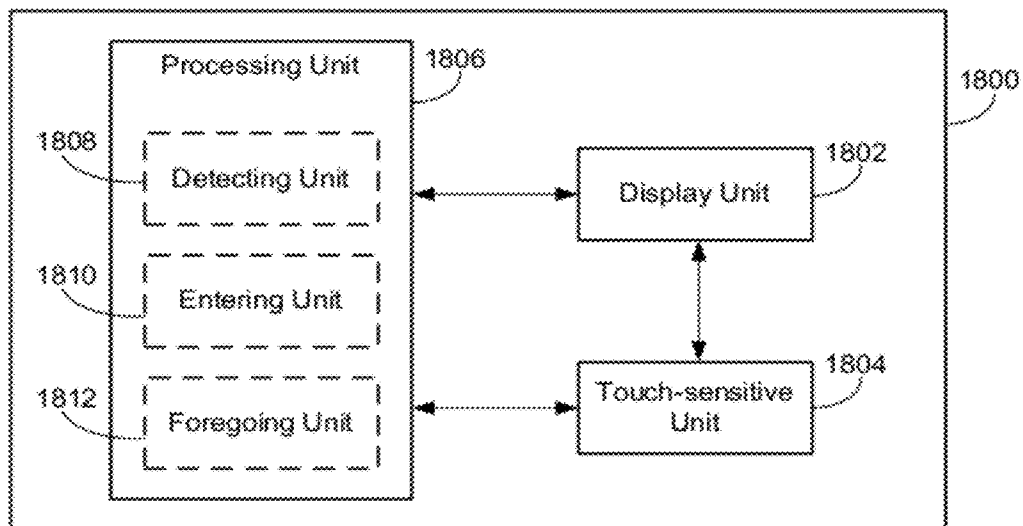 Processing Unit
1806
1800
1808
Detecting Unit
1802
Display Unit
1810
Entering Unit
1812
Foregoing Unit
1804
Touch-sensitive
Unit